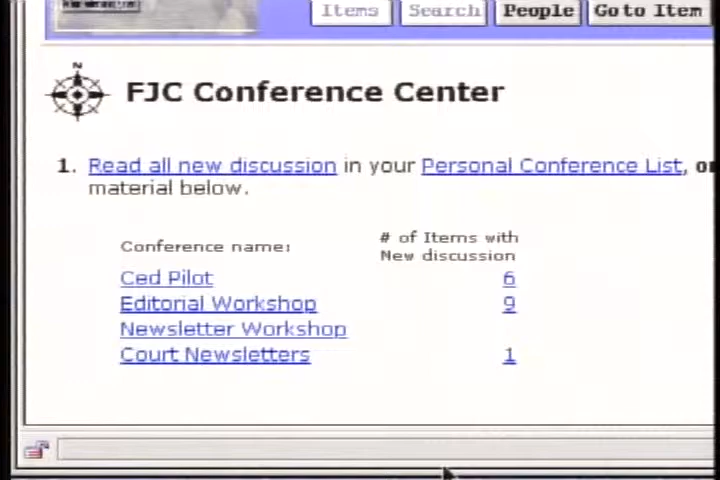 Items Search People Go to Item
N
FJC Conference Center
1. Read all new discussion in your Personal Conference List, or
material below.
Conference name: # of Items with
New discussion
Ced Pilot 6
Editorial Workshop 9
Newsletter Workshop
Court Newsletters 1